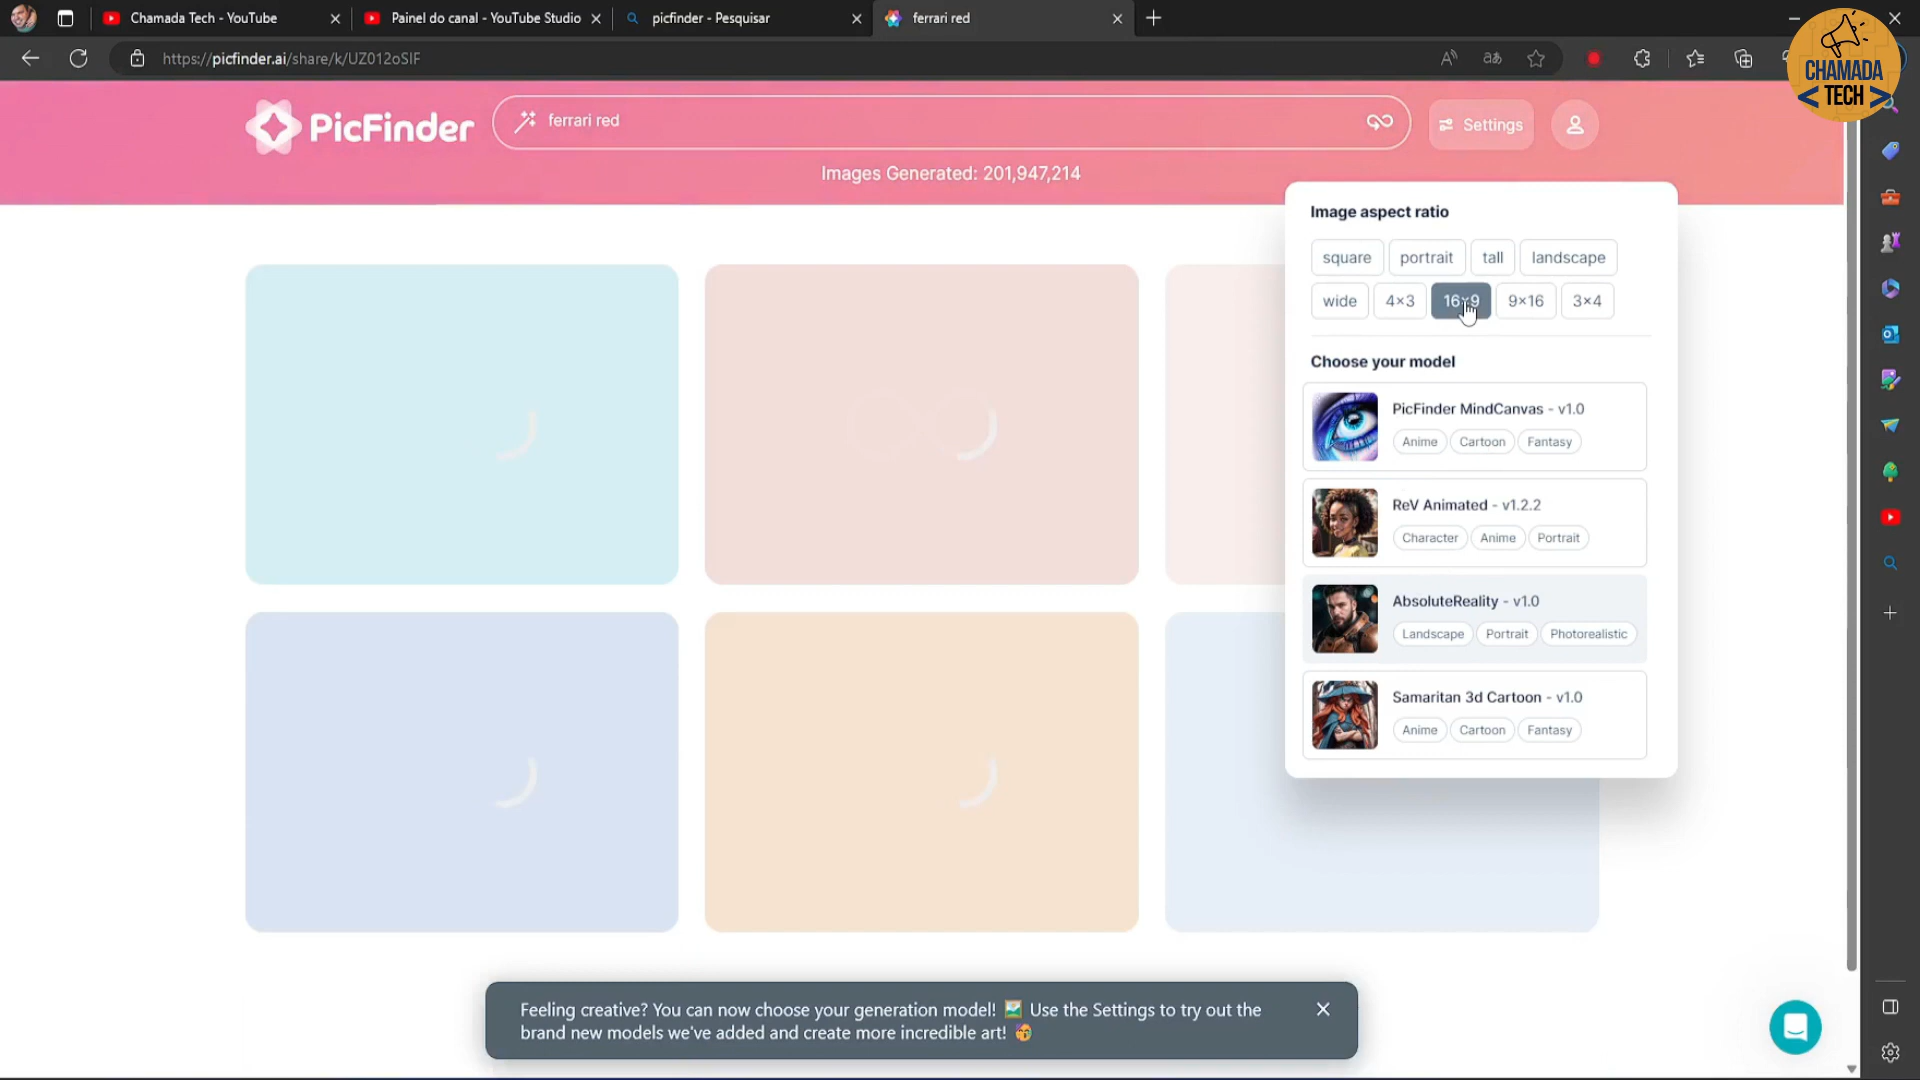 Chamada Tech - YouTube
Painel do canal - YouTube Studio
picfinder - Pesquisar
ferrari red
https://picfinder.ai/share/k/UZ012oSIF
CHAMADA
< TECH >
PicFinder
ferrari red
Settings
Images Generated: 201,947,214
Image aspect ratio
square portrait tall landscape
wide 4×3 16×9 9×16 3×4
Choose your model
PicFinder MindCanvas - v1.0
Anime Cartoon Fantasy
ReV Animated - v1.2.2
Character Anime Portrait
AbsoluteReality - v1.0
Landscape Portrait Photorealistic
Samaritan 3d Cartoon - v1.0
Anime Cartoon Fantasy
Feeling creative? You can now choose your generation model! 🖼️ Use the Settings to try out the
brand new models we've added and create more incredible art! 🥳